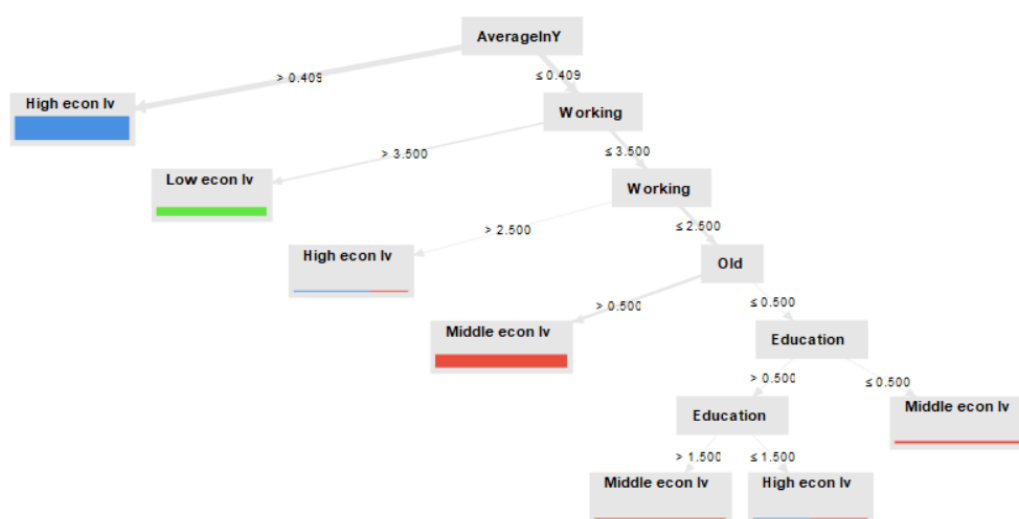 AverageInY
> 0.409
≤ 0.409
High econ lv
Working
> 3.500
≤ 3.500
Low econ lv
Working
> 2.500
≤ 2.500
High econ lv
Old
> 0.500
≤ 0.500
Middle econ lv
Education
> 0.500
≤ 0.500
Education
Middle econ lv
> 1.500
≤ 1.500
Middle econ lv
High econ lv